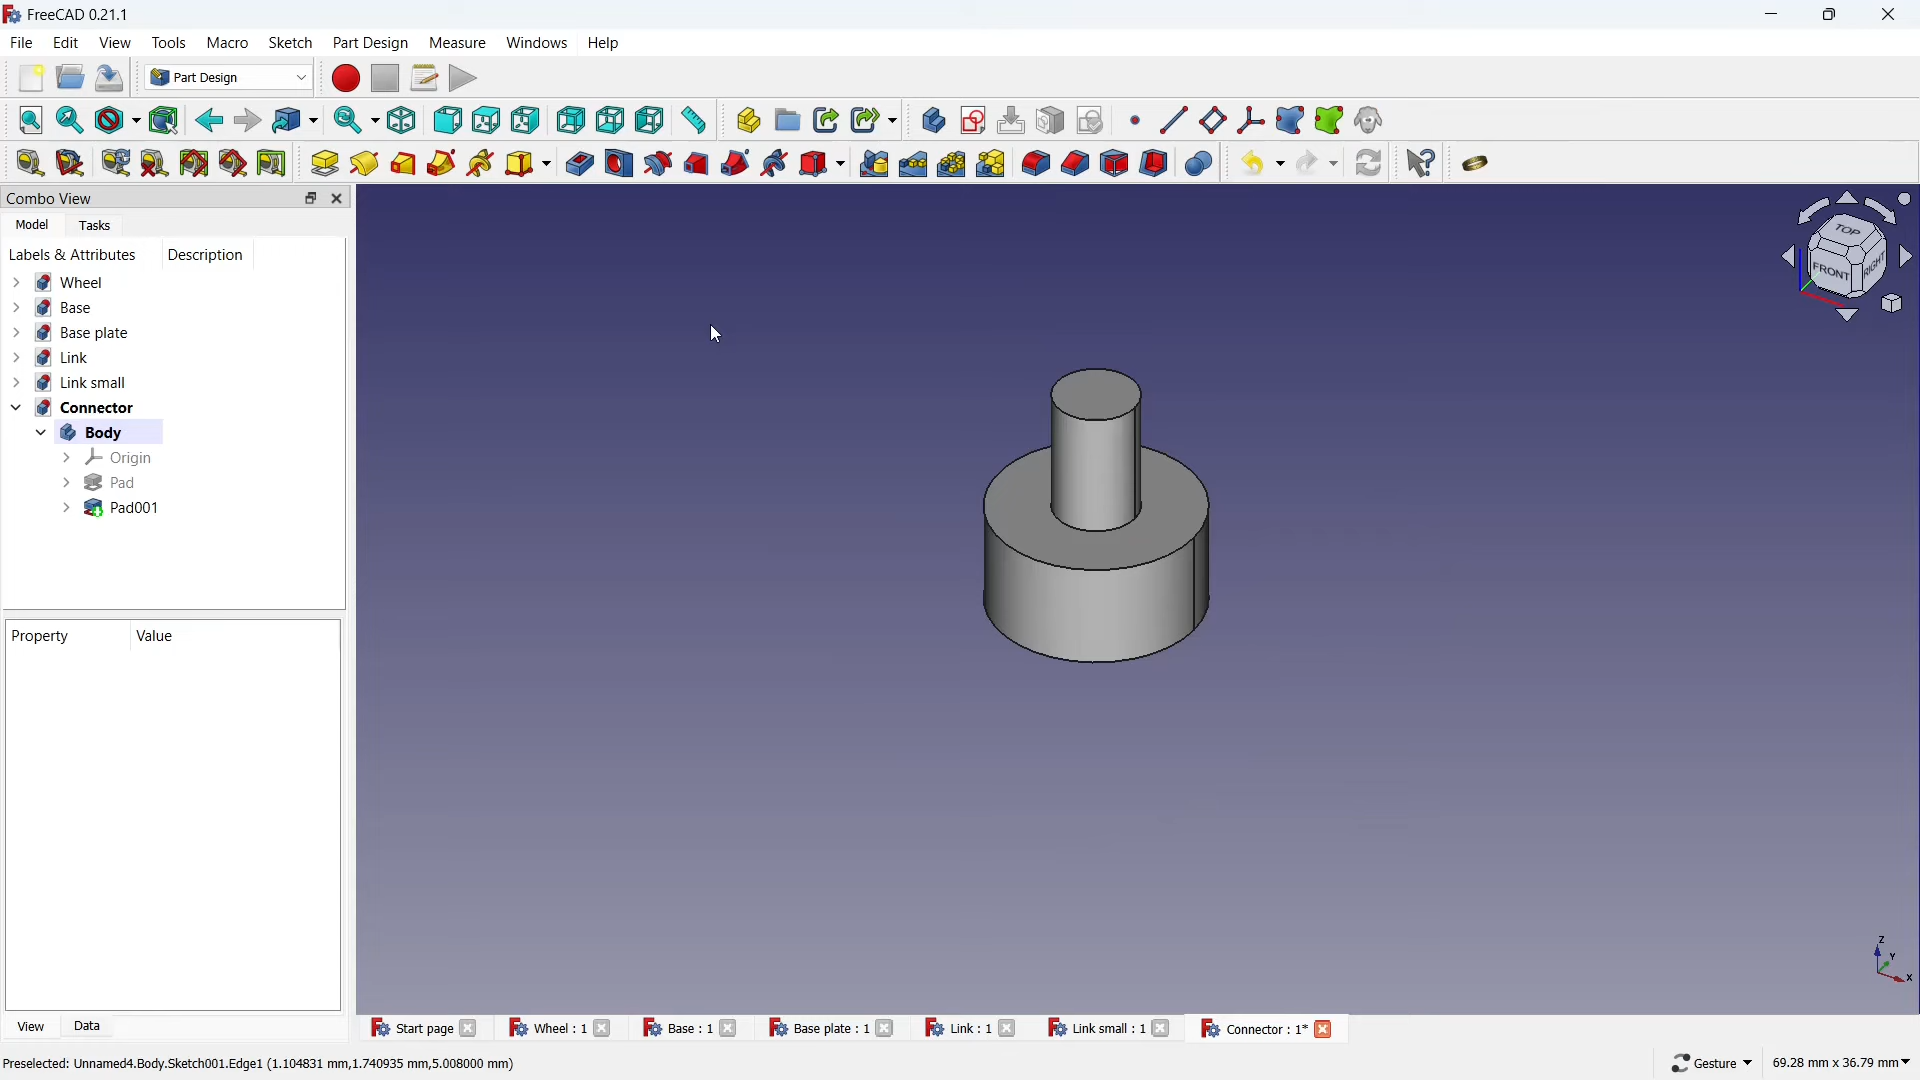 FreeCAD 0.21.1
File Edit View Tools Macro Sketch Part Design Measure Windows Help
Part Design
Combo View
Model Tasks
Labels & Attributes Description
Wheel
Base
Base plate
Link
Link small
Connector
Body
Origin
Pad
Pad001
TOP
FRONT RIGHT
Property Value
Z
Y
X
View Data
Start page Wheel : 1 Base : 1 Base plate : 1 Link : 1 Link small : 1 Connector : 1*
Preselected: Unnamed4.Body.Sketch001.Edge1 (1.104831 mm,1.740935 mm,5.008000 mm)
Gesture 69.28 mm x 36.79 mm